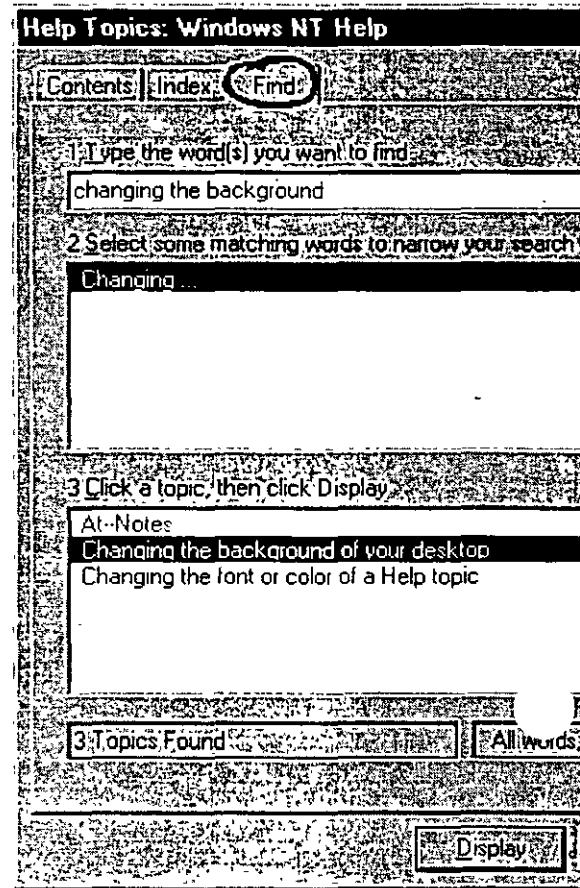 Help Topics: Windows NT Help
Contents Index Find
1 Type the word(s) you want to find
changing the background
2 Select some matching words to narrow your search
Changing ...
3 Click a topic, then click Display
At--Notes
Changing the background of your desktop
Changing the font or color of a Help topic
3 Topics Found All words
Display